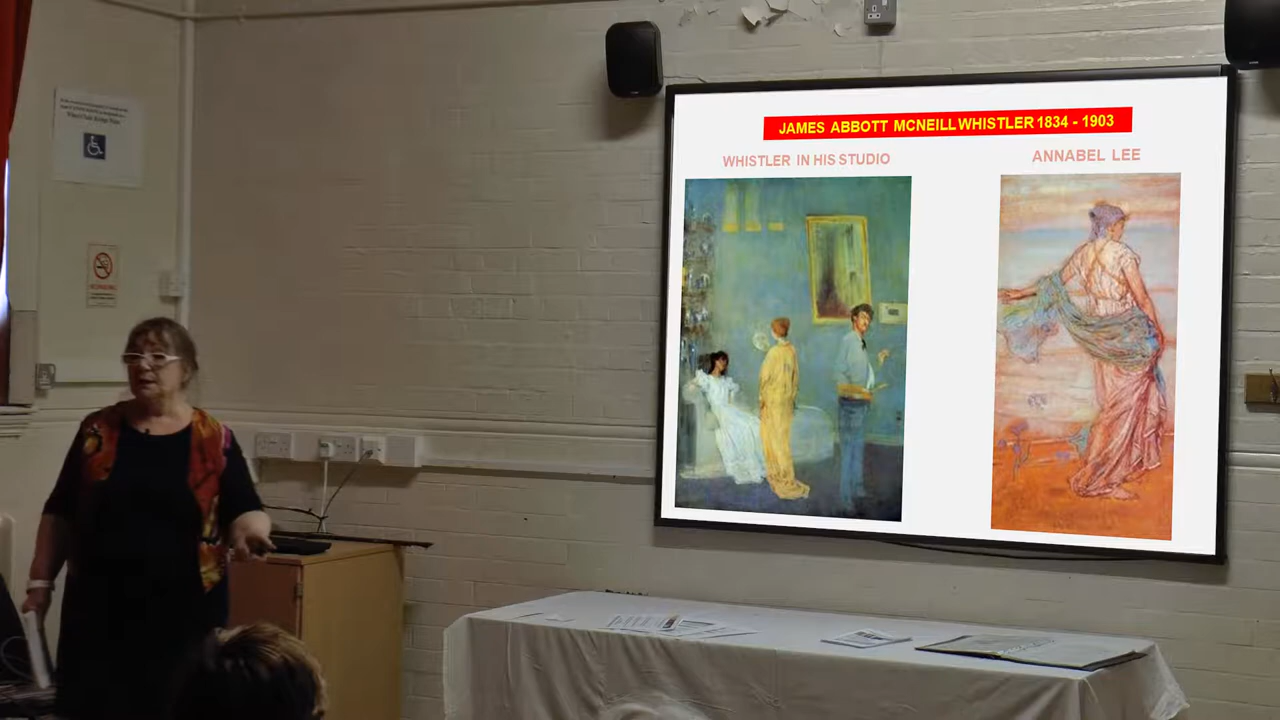 JAMES ABBOTT MCNEILL WHISTLER 1834 - 1903
WHISTLER IN HIS STUDIO
ANNABEL LEE